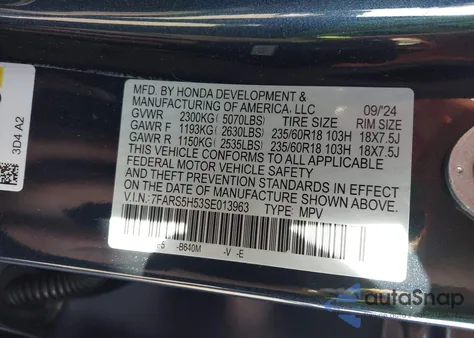 MFD. BY HONDA DEVELOPMENT &
MANUFACTURING OF AMERICA, LLC 09/'24
GVWR 2300KG( 5070LBS) TIRE SIZE RIM SIZE
GAWR F 1193KG( 2630LBS) 235/60R18 103H 18X7.5J
GAWR R 1150KG( 2535LBS) 235/60R18 103H 18X7.5J
THIS VEHICLE CONFORMS TO ALL APPLICABLE
FEDERAL MOTOR VEHICLE SAFETY
AND THEFT PREVENTION STANDARDS IN EFFECT ON
THE DATE OF MANUFACTURE SHOWN ABOVE.
V.I.N.: 7FARS5H53SE013963 TYPE: MPV
-B640M -V -E
3D4 A2
autoSnap